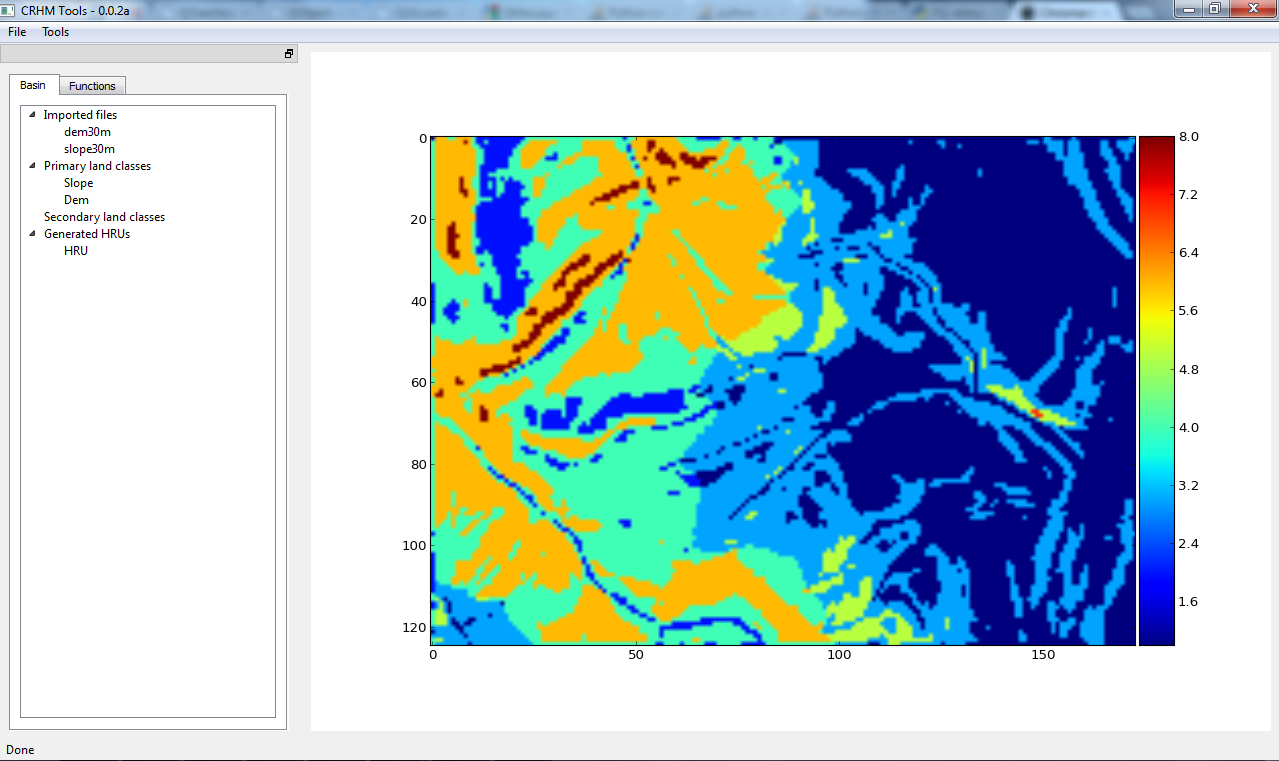 CRHM Tools - 0.0.2a
File Tools
Basin Functions
Imported files
dem30m
slope30m
Primary land classes
Slope
Dem
Secondary land classes
Generated HRUs
HRU
0
20
40
60
80
100
120
0 50 100 150
8.0
7.2
6.4
5.6
4.8
4.0
3.2
2.4
1.6
Done